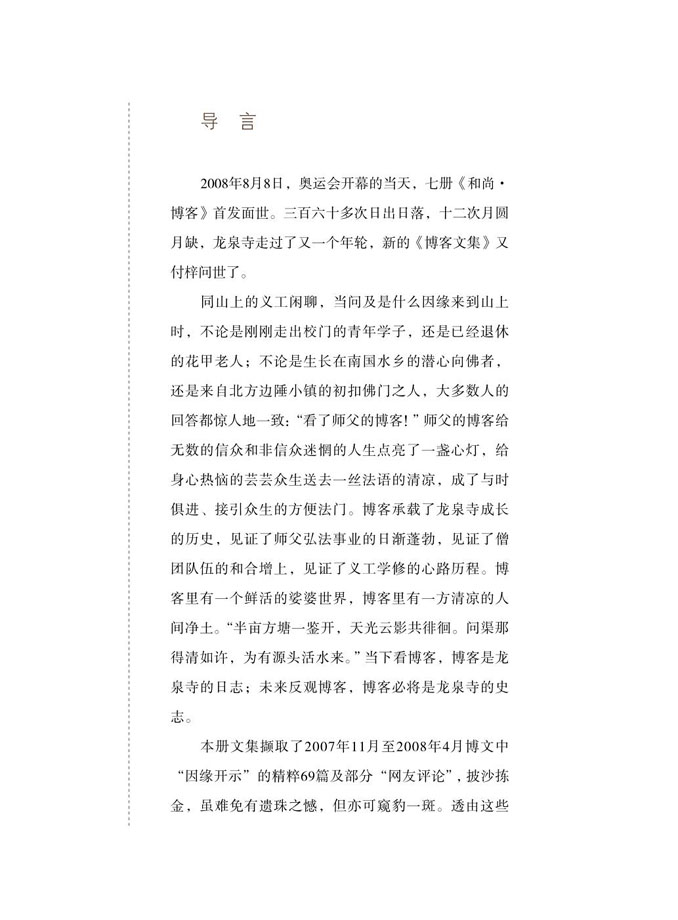 导 言
2008年8月8日，奥运会开幕的当天，七册《和尚·
博客》首发面世。三百六十多次日出日落，十二次月圆
月缺，龙泉寺走过了又一个年轮，新的《博客文集》又
付梓问世了。
同山上的义工闲聊，当问及是什么因缘来到山上
时，不论是刚刚走出校门的青年学子，还是已经退休
的花甲老人；不论是生长在南国水乡的潜心向佛者，
还是来自北方边陲小镇的初扣佛门之人，大多数人的
回答都惊人地一致：“看了师父的博客！”师父的博客给
无数的信众和非信众迷惘的人生点亮了一盏心灯，给
身心热恼的芸芸众生送去一丝法语的清凉，成了与时
俱进、接引众生的方便法门。博客承载了龙泉寺成长
的历史，见证了师父弘法事业的日渐蓬勃，见证了僧
团队伍的和合增上，见证了义工学修的心路历程。博
客里有一个鲜活的娑婆世界，博客里有一方清凉的人
间净土。“半亩方塘一鉴开，天光云影共徘徊。问渠那
得清如许，为有源头活水来。”当下看博客，博客是龙
泉寺的日志；未来反观博客，博客必将是龙泉寺的史
志。
本册文集撷取了2007年11月至2008年4月博文中
“因缘开示”的精粹69篇及部分“网友评论”，披沙拣
金，虽难免有遗珠之憾，但亦可窥豹一斑。透由这些